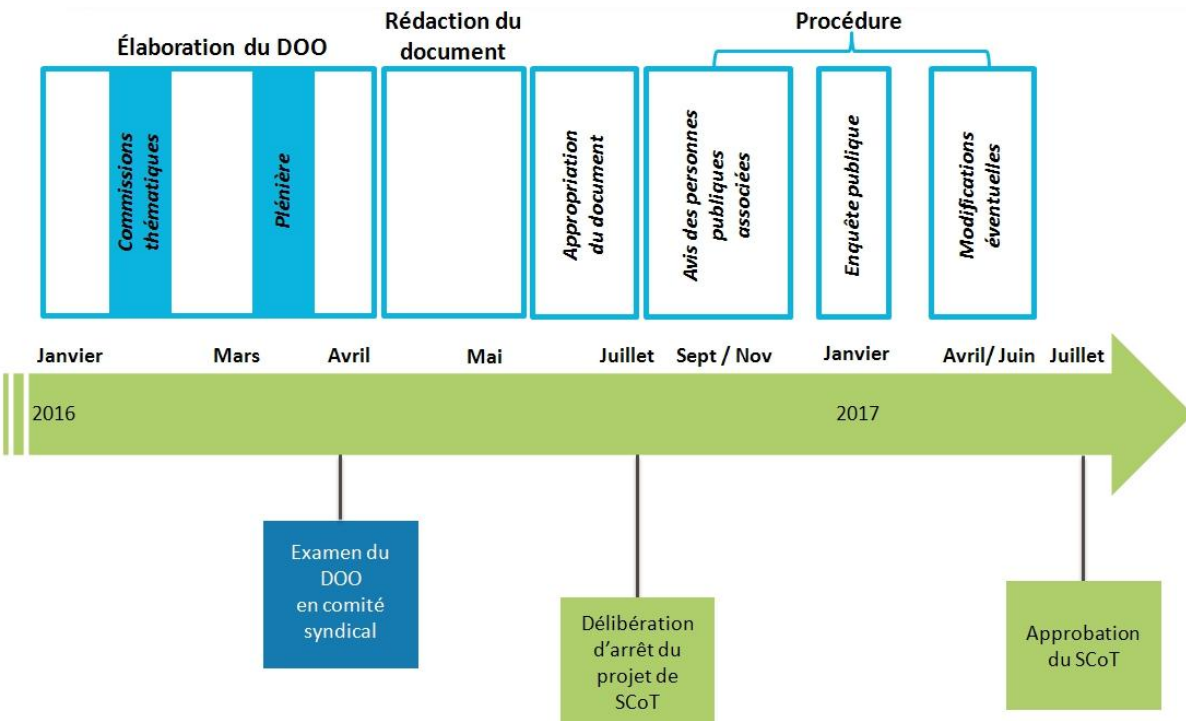 Élaboration du DOO
Rédaction du
document
Procédure
Commissions
thématiques
Plénière
Appropriation
du document
Avis des personnes
publiques
associées
Enquête publique
Modifications
éventuelles
Janvier
Mars
Avril
Mai
Juillet
Sept / Nov
Janvier
Avril/ Juin
Juillet
2016
2017
Examen du
DOO
en comité
syndical
Délibération
d’arrêt du
projet de
SCoT
Approbation
du SCoT